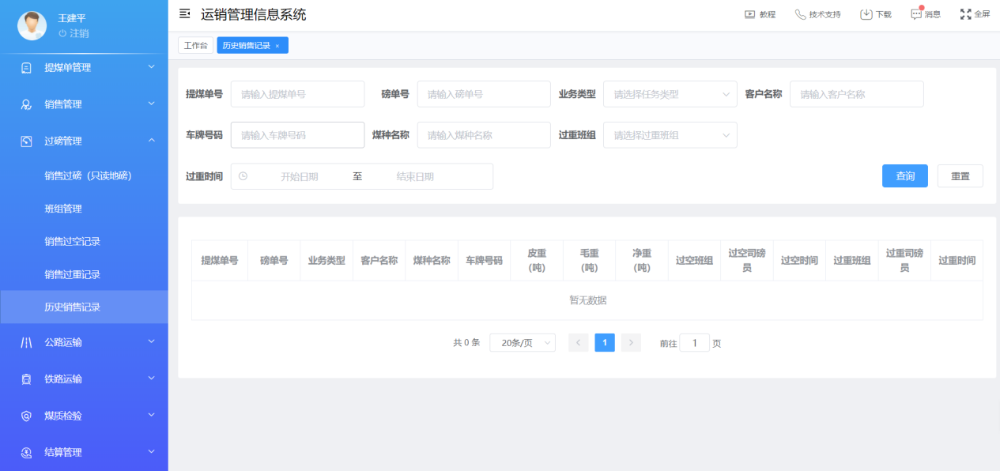 王建平
注销
提煤单管理
销售管理
过磅管理
销售过磅（只读地磅）
班组管理
销售过空记录
销售过重记录
历史销售记录
公路运输
铁路运输
煤质检验
结算管理
运销管理信息系统
教程 技术支持 下载 消息 全屏
工作台 历史销售记录 ×
提煤单号 请输入提煤单号 磅单号 请输入磅单号 业务类型 请选择任务类型 客户名称 请输入客户名称
车牌号码 请输入车牌号码 煤种名称 请输入煤种名称 过重班组 请选择过重班组
过重时间 开始日期 至 结束日期 查询 重置
提煤单号 磅单号 业务类型 客户名称 煤种名称 车牌号码 皮重(吨) 毛重(吨) 净重(吨) 过空班组 过空司磅员 过空时间 过重班组 过重司磅员 过重时间
暂无数据
共 0 条 20条/页 1 前往 1 页